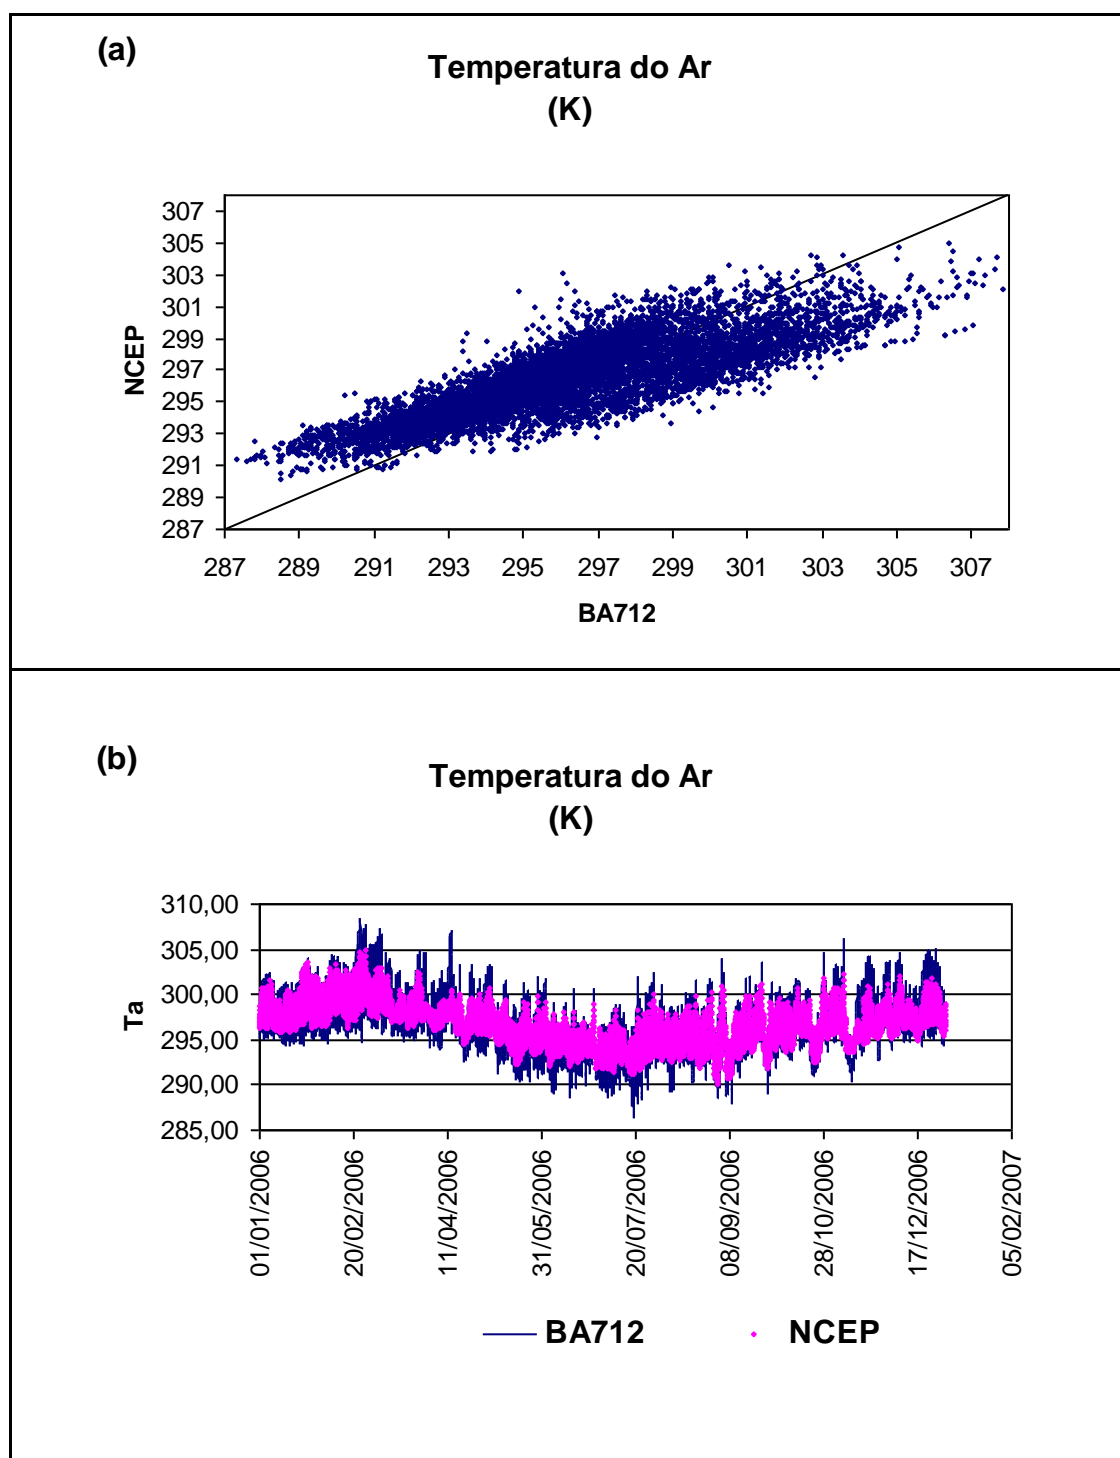 (a)
Temperatura do Ar
(K)
NCEP
307
305
303
301
299
297
295
293
291
289
287
287 289 291 293 295 297 299 301 303 305 307
BA712
(b)
Temperatura do Ar
(K)
Ta
310,00
305,00
300,00
295,00
290,00
285,00
01/01/2006
20/02/2006
11/04/2006
31/05/2006
20/07/2006
08/09/2006
28/10/2006
17/12/2006
05/02/2007
BA712 NCEP